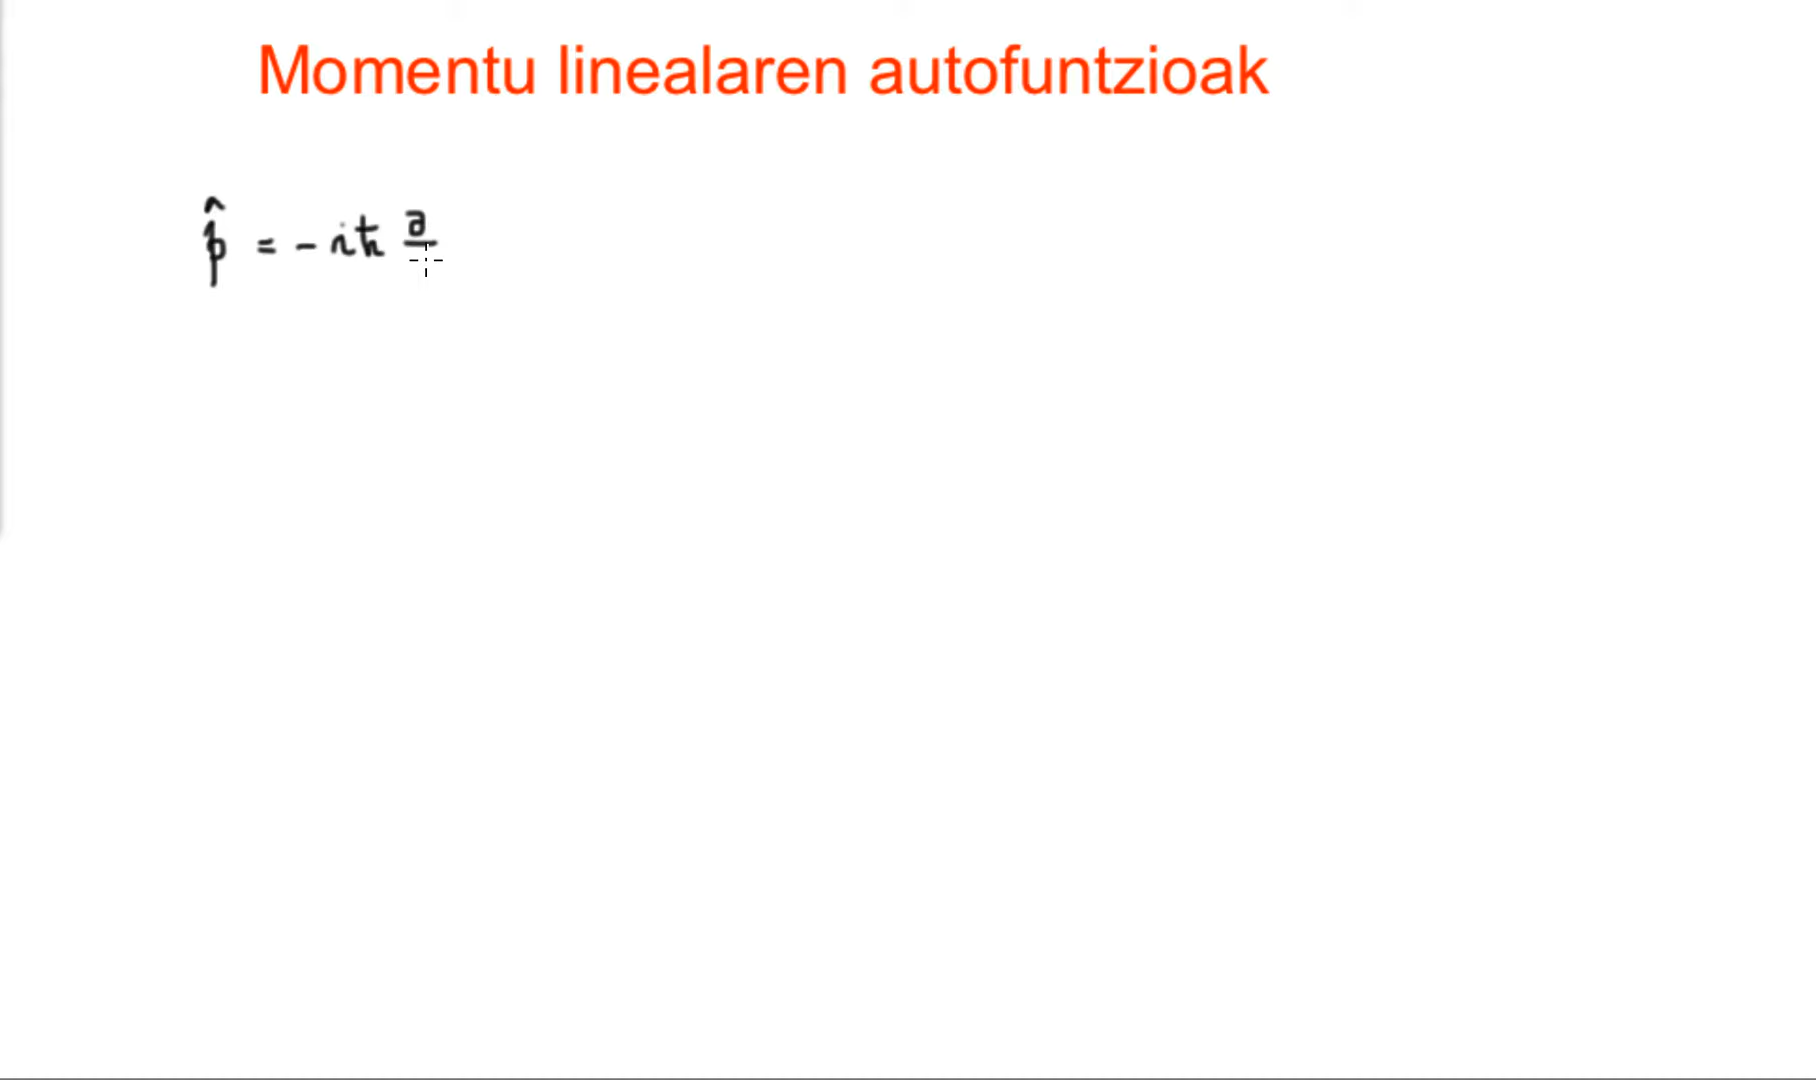 Momentu linealaren autofuntzioak
p̂ = - iħ ∂